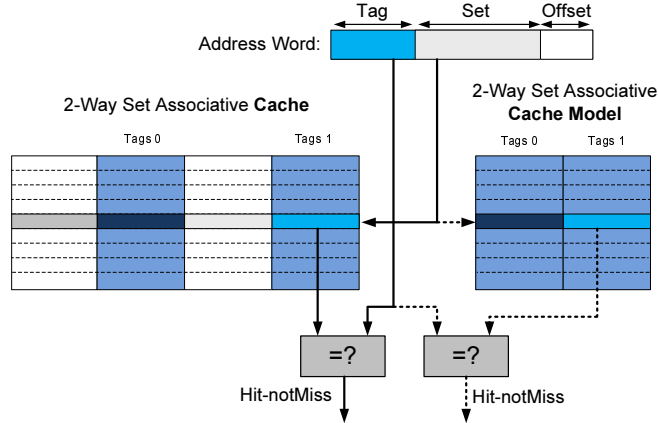 Tag Set Offset
Address Word:
2-Way Set Associative Cache
2-Way Set Associative
Cache Model
Tags 0 Tags 1
Tags 0 Tags 1
=?
=?
Hit-notMiss
Hit-notMiss